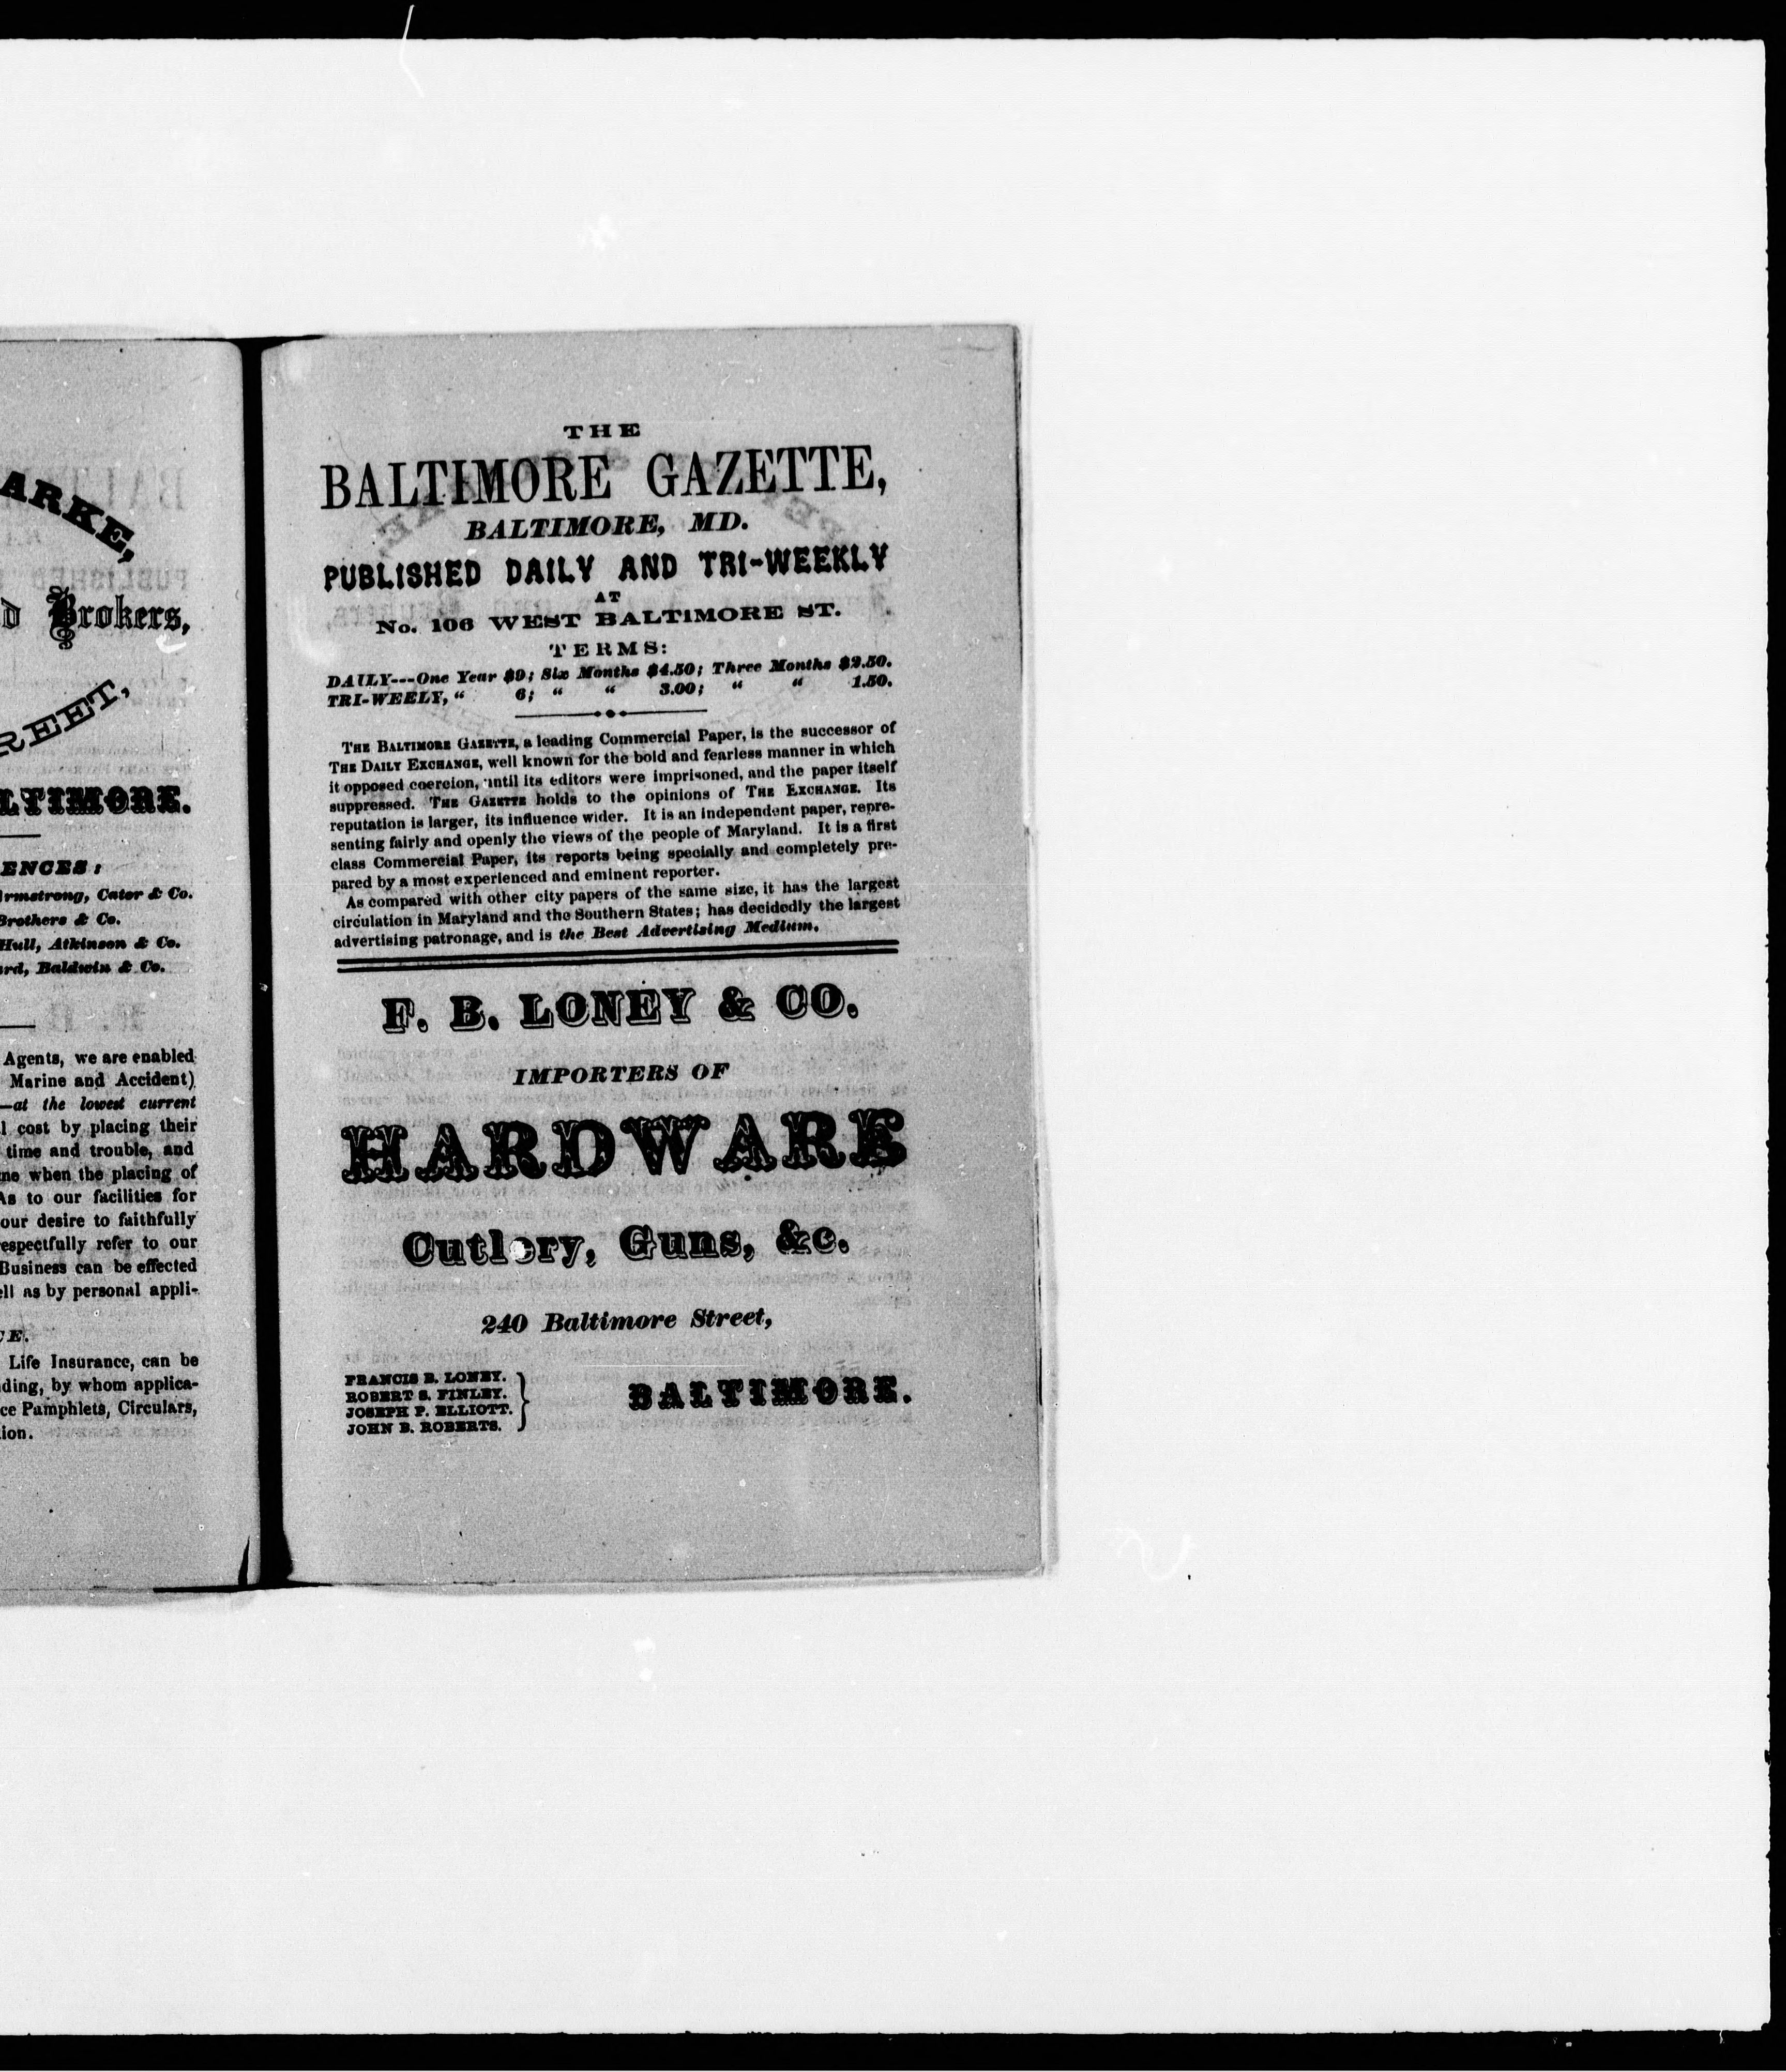 ARKE,
d Brokers,
REET,
LTIMORE.
ENCES:
Armstrong, Cator & Co.
Brothers & Co.
Hull, Atkinson & Co.
ard, Baldwin & Co.
Agents, we are enabled
Marine and Accident)
—at the lowest current
l cost by placing their
time and trouble, and
me when the placing of
As to our facilities for
our desire to faithfully
respectfully refer to our
Business can be effected
ell as by personal appli-
CE.
Life Insurance, can be
ding, by whom applica-
ce Pamphlets, Circulars,
ion.
THE
BALTIMORE GAZETTE,
BALTIMORE, MD.
PUBLISHED DAILY AND TRI-WEEKLY
AT
No. 106 WEST BALTIMORE ST.
TERMS:
DAILY---One Year $9; Six Months $4.50; Three Months $2.50.
TRI-WEELY, “ 6; “ “ 3.00; “ “ 1.50.
THE BALTIMORE GAZETTE, a leading Commercial Paper, is the successor of
THE DAILY EXCHANGE, well known for the bold and fearless manner in which
it opposed coercion, until its editors were imprisoned, and the paper itself
suppressed. THE GAZETTE holds to the opinions of THE EXCHANGE. Its
reputation is larger, its influence wider. It is an independent paper, repre-
senting fairly and openly the views of the people of Maryland. It is a first
class Commercial Paper, its reports being specially and completely pre-
pared by a most experienced and eminent reporter.
As compared with other city papers of the same size, it has the largest
circulation in Maryland and the Southern States; has decidedly the largest
advertising patronage, and is the Best Advertising Medium.
F. B. LONEY & CO.
IMPORTERS OF
HARDWARE
Cutlery, Guns, &c.
240 Baltimore Street,
FRANCIS B. LONEY.
ROBERT S. FINLEY.
JOSEPH P. ELLIOTT.
JOHN B. ROBERTS.
BALTIMORE.